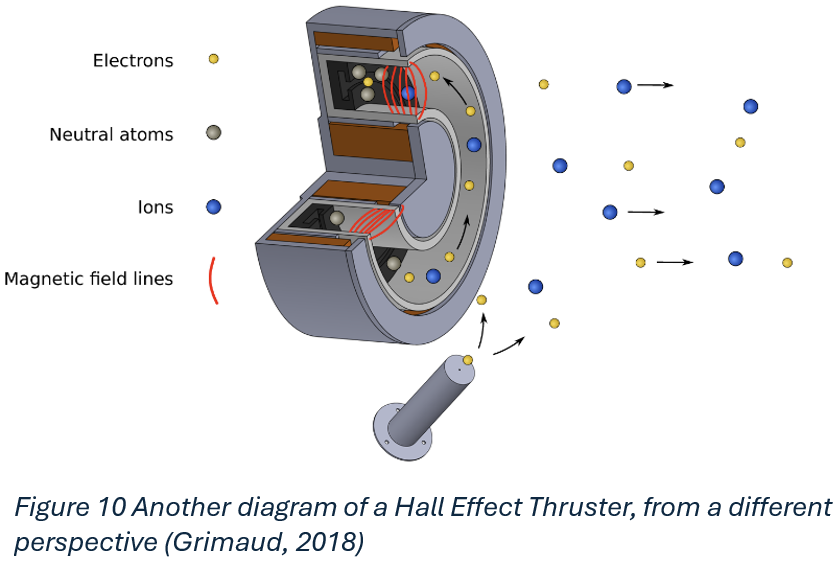 Electrons
Neutral atoms
Ions
Magnetic field lines
Figure 10 Another diagram of a Hall Effect Thruster, from a different
perspective (Grimaud, 2018)